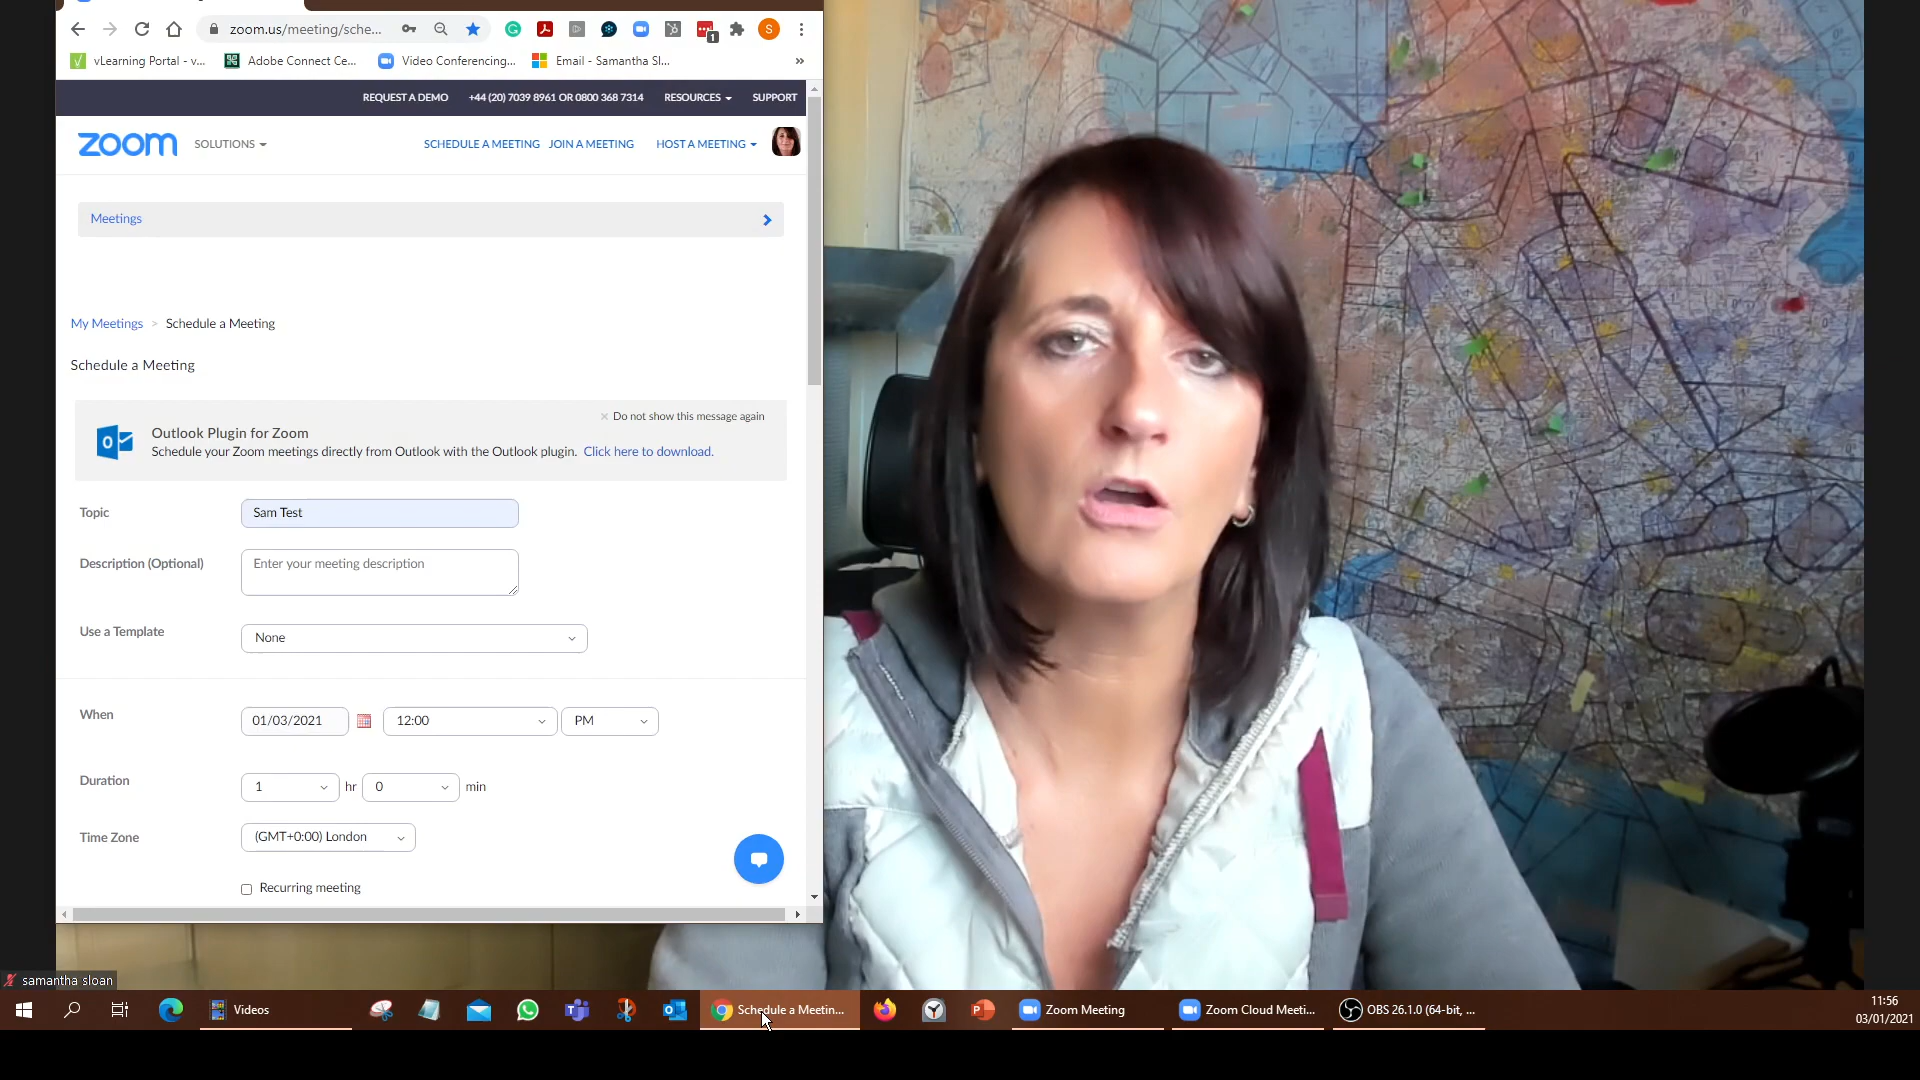 zoom.us/meeting/sche...
1
S
vLearning Portal - v...
Adobe Connect Ce...
Video Conferencing...
Email - Samantha Sl...
»
REQUEST A DEMO
+44 (20) 7039 8961 OR 0800 368 7314
RESOURCES
SUPPORT
zoom
SOLUTIONS
SCHEDULE A MEETING
JOIN A MEETING
HOST A MEETING
Meetings
My Meetings > Schedule a Meeting
Schedule a Meeting
× Do not show this message again
Outlook Plugin for Zoom
Schedule your Zoom meetings directly from Outlook with the Outlook plugin. Click here to download.
Topic
Sam Test
Description (Optional)
Enter your meeting description
Use a Template
None
When
01/03/2021
12:00
PM
Duration
1
hr
0
min
Time Zone
(GMT+0:00) London
Recurring meeting
samantha sloan
Videos
Schedule a Meetin...
Zoom Meeting
Zoom Cloud Meeti...
OBS 26.1.0 (64-bit, ...
11:56
03/01/2021